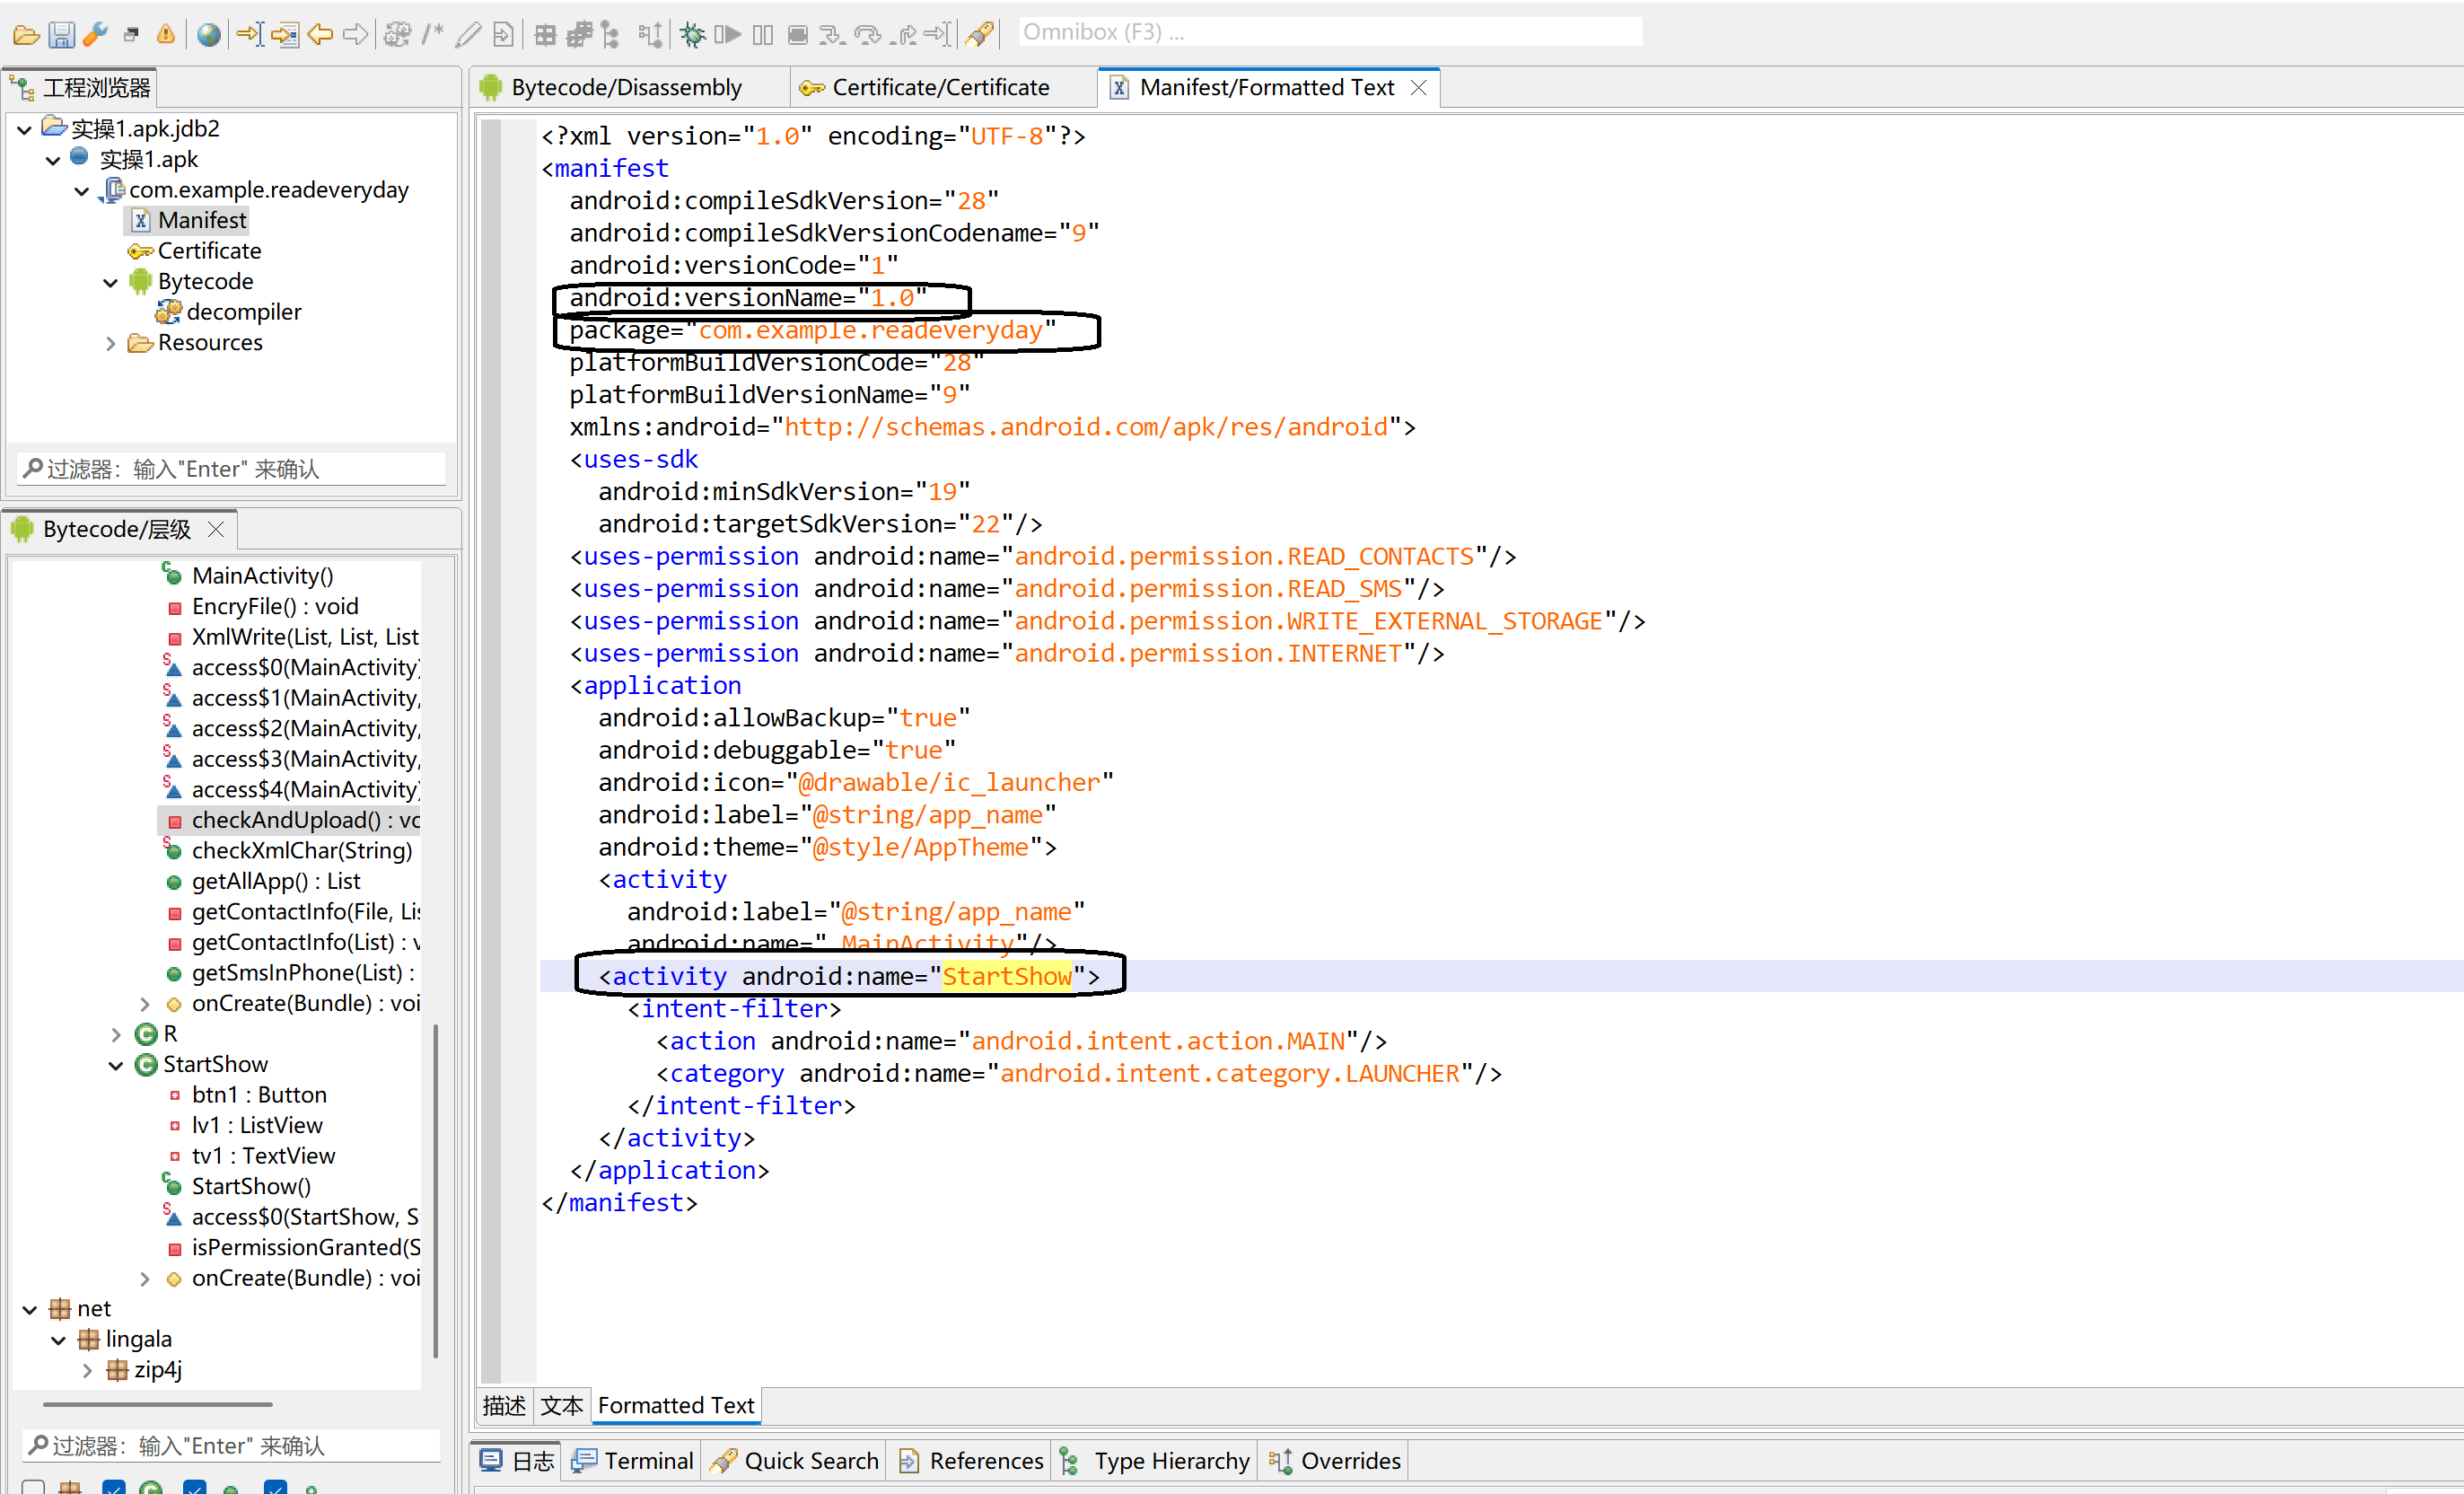 Omnibox (F3) ...
工程浏览器
实操1.apk.jdb2
实操1.apk
com.example.readeveryday
Manifest
Certificate
Bytecode
decompiler
Resources
过滤器：输入"Enter" 来确认
Bytecode/层级
MainActivity()
EncryFile() : void
XmlWrite(List, List, List
access$0(MainActivity)
access$1(MainActivity,
access$2(MainActivity,
access$3(MainActivity,
access$4(MainActivity)
checkAndUpload() : vo
checkXmlChar(String)
getAllApp() : List
getContactInfo(File, Lis
getContactInfo(List) : v
getSmsInPhone(List) :
onCreate(Bundle) : voi
R
StartShow
btn1 : Button
lv1 : ListView
tv1 : TextView
StartShow()
access$0(StartShow, S
isPermissionGranted(S
onCreate(Bundle) : voi
net
lingala
zip4j
过滤器：输入"Enter" 来确认
Bytecode/Disassembly
Certificate/Certificate
Manifest/Formatted Text
<?xml version="1.0" encoding="UTF-8"?>
<manifest
android:compileSdkVersion="28"
android:compileSdkVersionCodename="9"
android:versionCode="1"
android:versionName="1.0"
package="com.example.readeveryday"
platformBuildVersionCode="28"
platformBuildVersionName="9"
xmlns:android="http://schemas.android.com/apk/res/android">
<uses-sdk
android:minSdkVersion="19"
android:targetSdkVersion="22"/>
<uses-permission android:name="android.permission.READ_CONTACTS"/>
<uses-permission android:name="android.permission.READ_SMS"/>
<uses-permission android:name="android.permission.WRITE_EXTERNAL_STORAGE"/>
<uses-permission android:name="android.permission.INTERNET"/>
<application
android:allowBackup="true"
android:debuggable="true"
android:icon="@drawable/ic_launcher"
android:label="@string/app_name"
android:theme="@style/AppTheme">
<activity
android:label="@string/app_name"
android:name=".MainActivity"/>
<activity android:name="StartShow">
<intent-filter>
<action android:name="android.intent.action.MAIN"/>
<category android:name="android.intent.category.LAUNCHER"/>
</intent-filter>
</activity>
</application>
</manifest>
描述 文本 Formatted Text
日志 Terminal Quick Search References Type Hierarchy Overrides